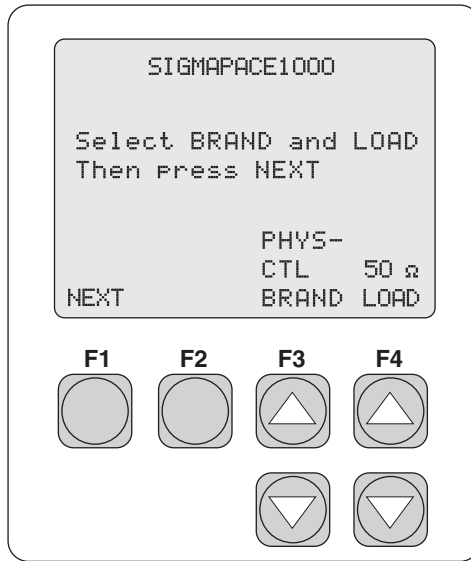 SIGMAPACE1000
Select BRAND and LOAD
Then press NEXT
PHYS-
CTL 50 Ω
NEXT BRAND LOAD
F1 F2 F3 F4